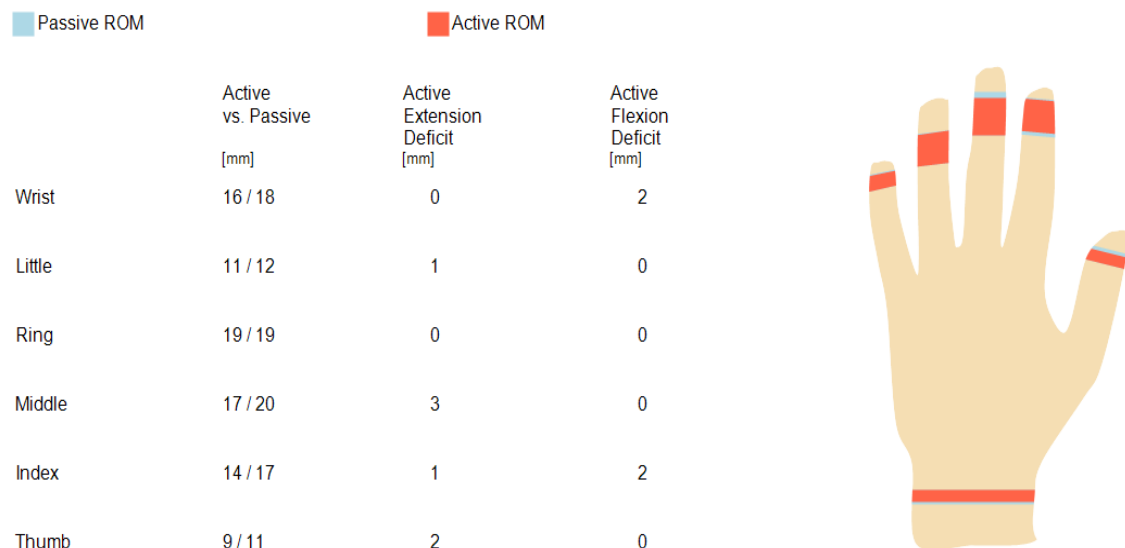 Passive ROM Active ROM
Active vs. Passive [mm] Active Extension Deficit [mm] Active Flexion Deficit [mm]
Wrist 16 / 18 0 2
Little 11 / 12 1 0
Ring 19 / 19 0 0
Middle 17 / 20 3 0
Index 14 / 17 1 2
Thumb 9 / 11 2 0